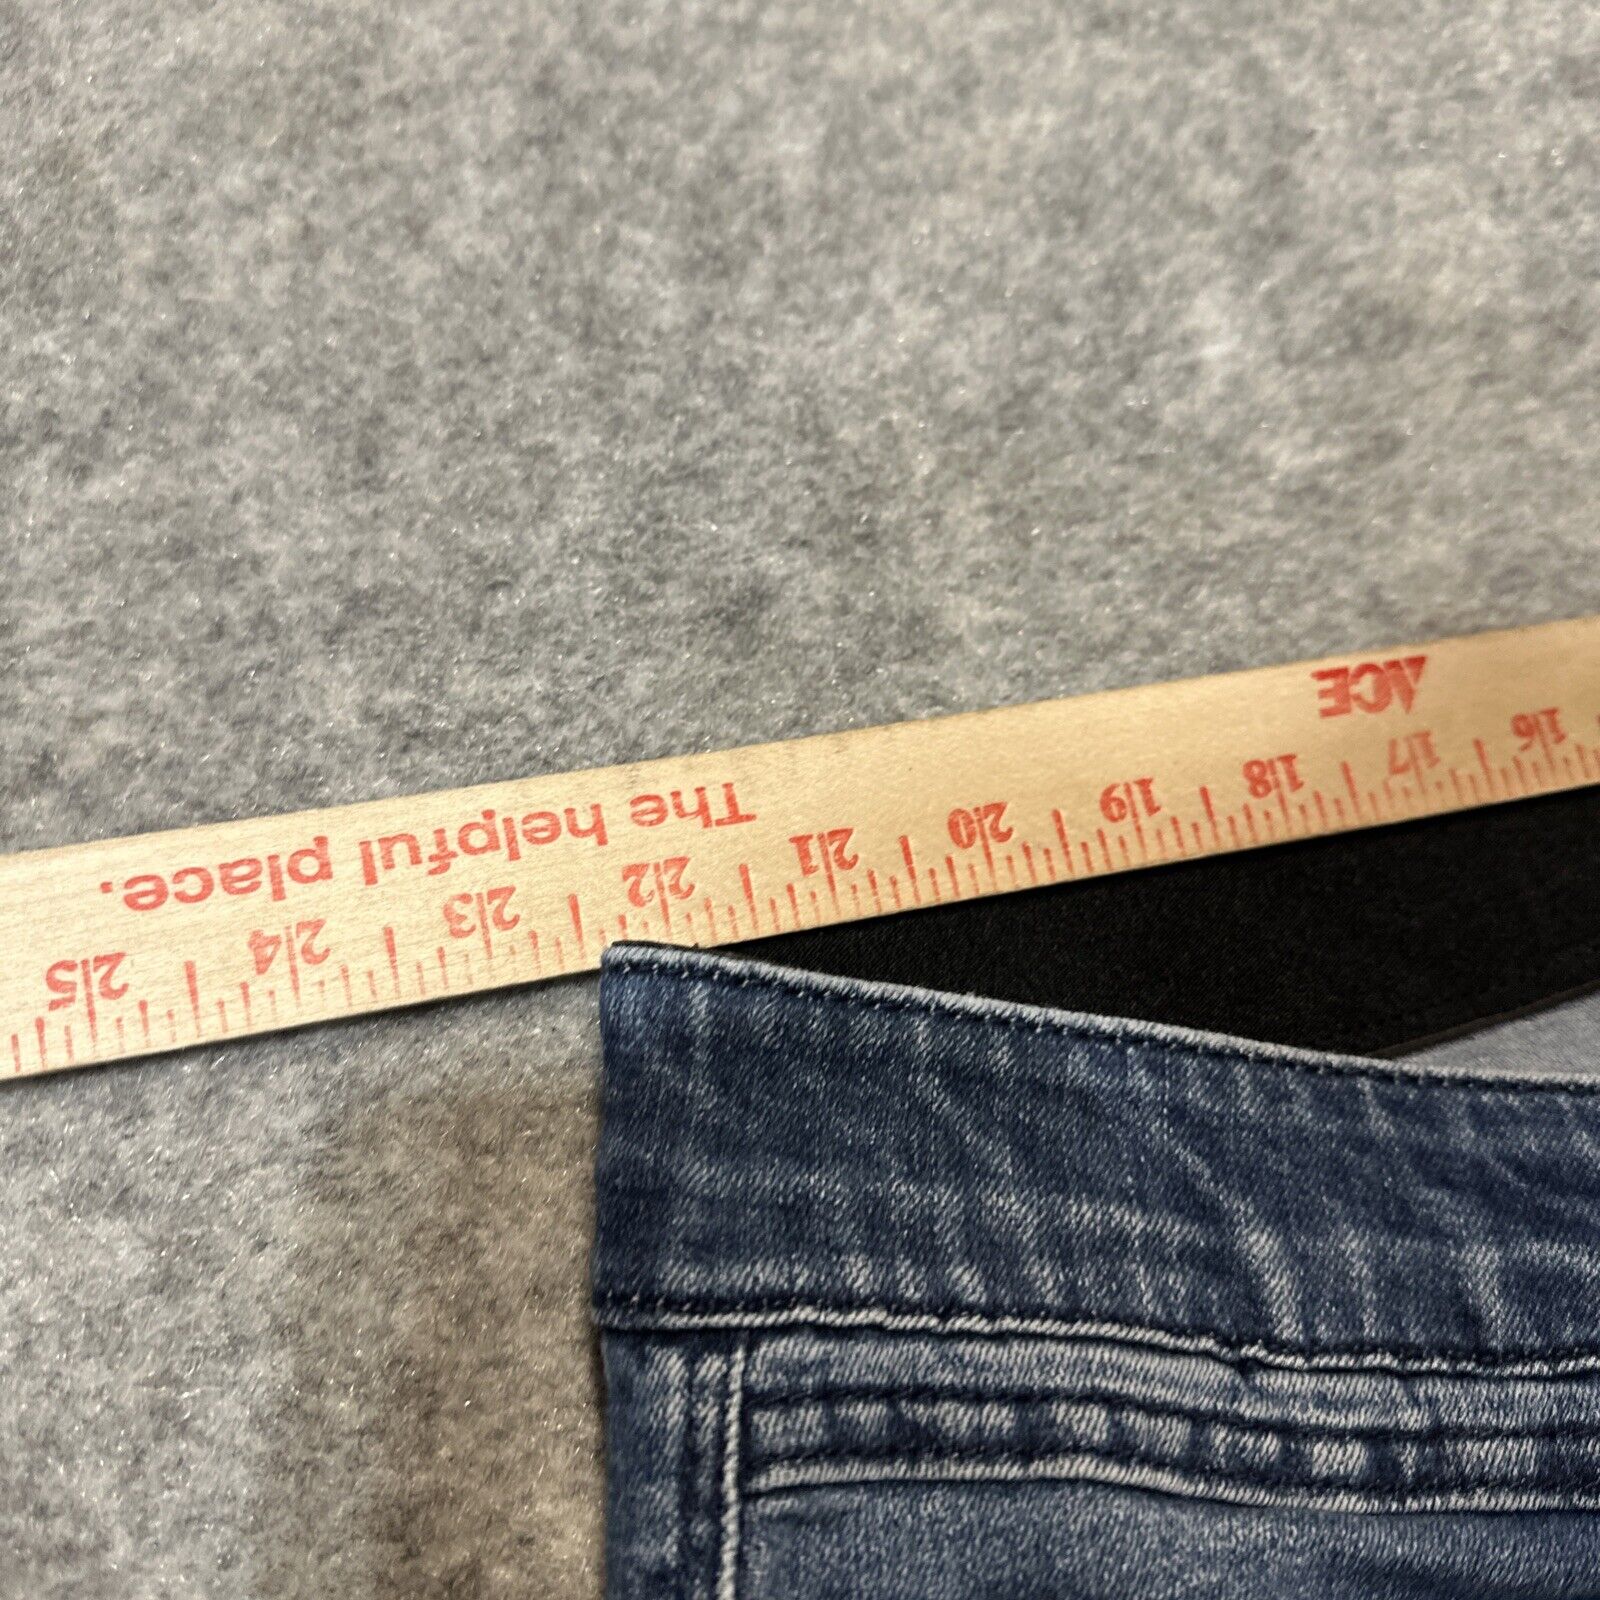 ACE
The helpful place.
16 17 18 19 20 21 22 23 24 25